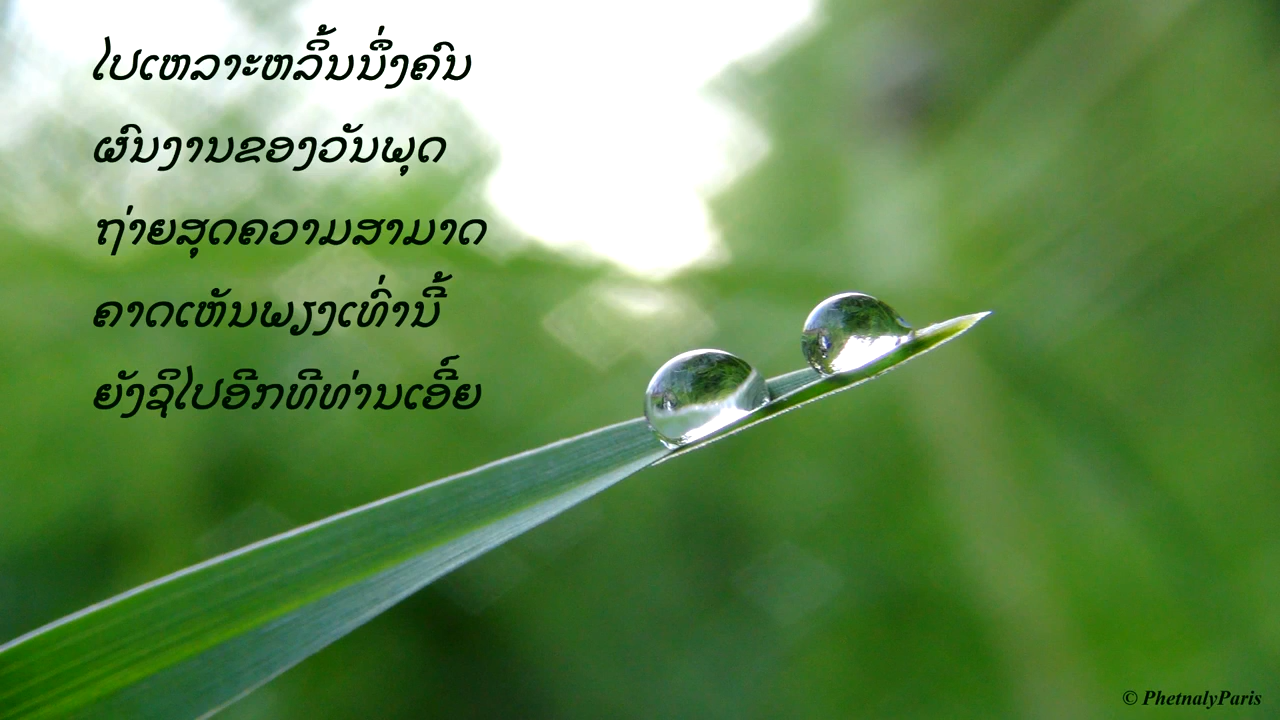 ໄປເຫລາະຫລິ້ນນຶ່ງຄົນ
ຜົນງານຂອງວັນພຸດ
ຖ່າຍສຸດຄວາມສາມາດ
ຄາດເຫັນພຽງເທົ່ານີ້
ຍັງຊິໄປອີກທີທ່ານເອີ໊ຍ
© PhetnalyParis